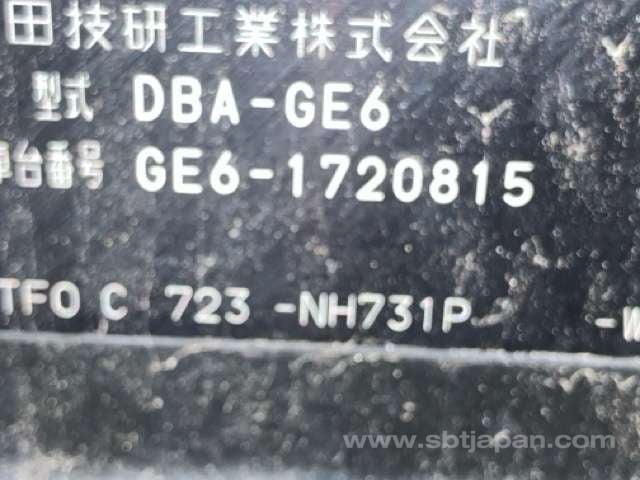 田技研工業株式会社
型式 DBA-GE6
車台番号 GE6-1720815
TFO C 723 -NH731P -W
www.sbtjapan.com